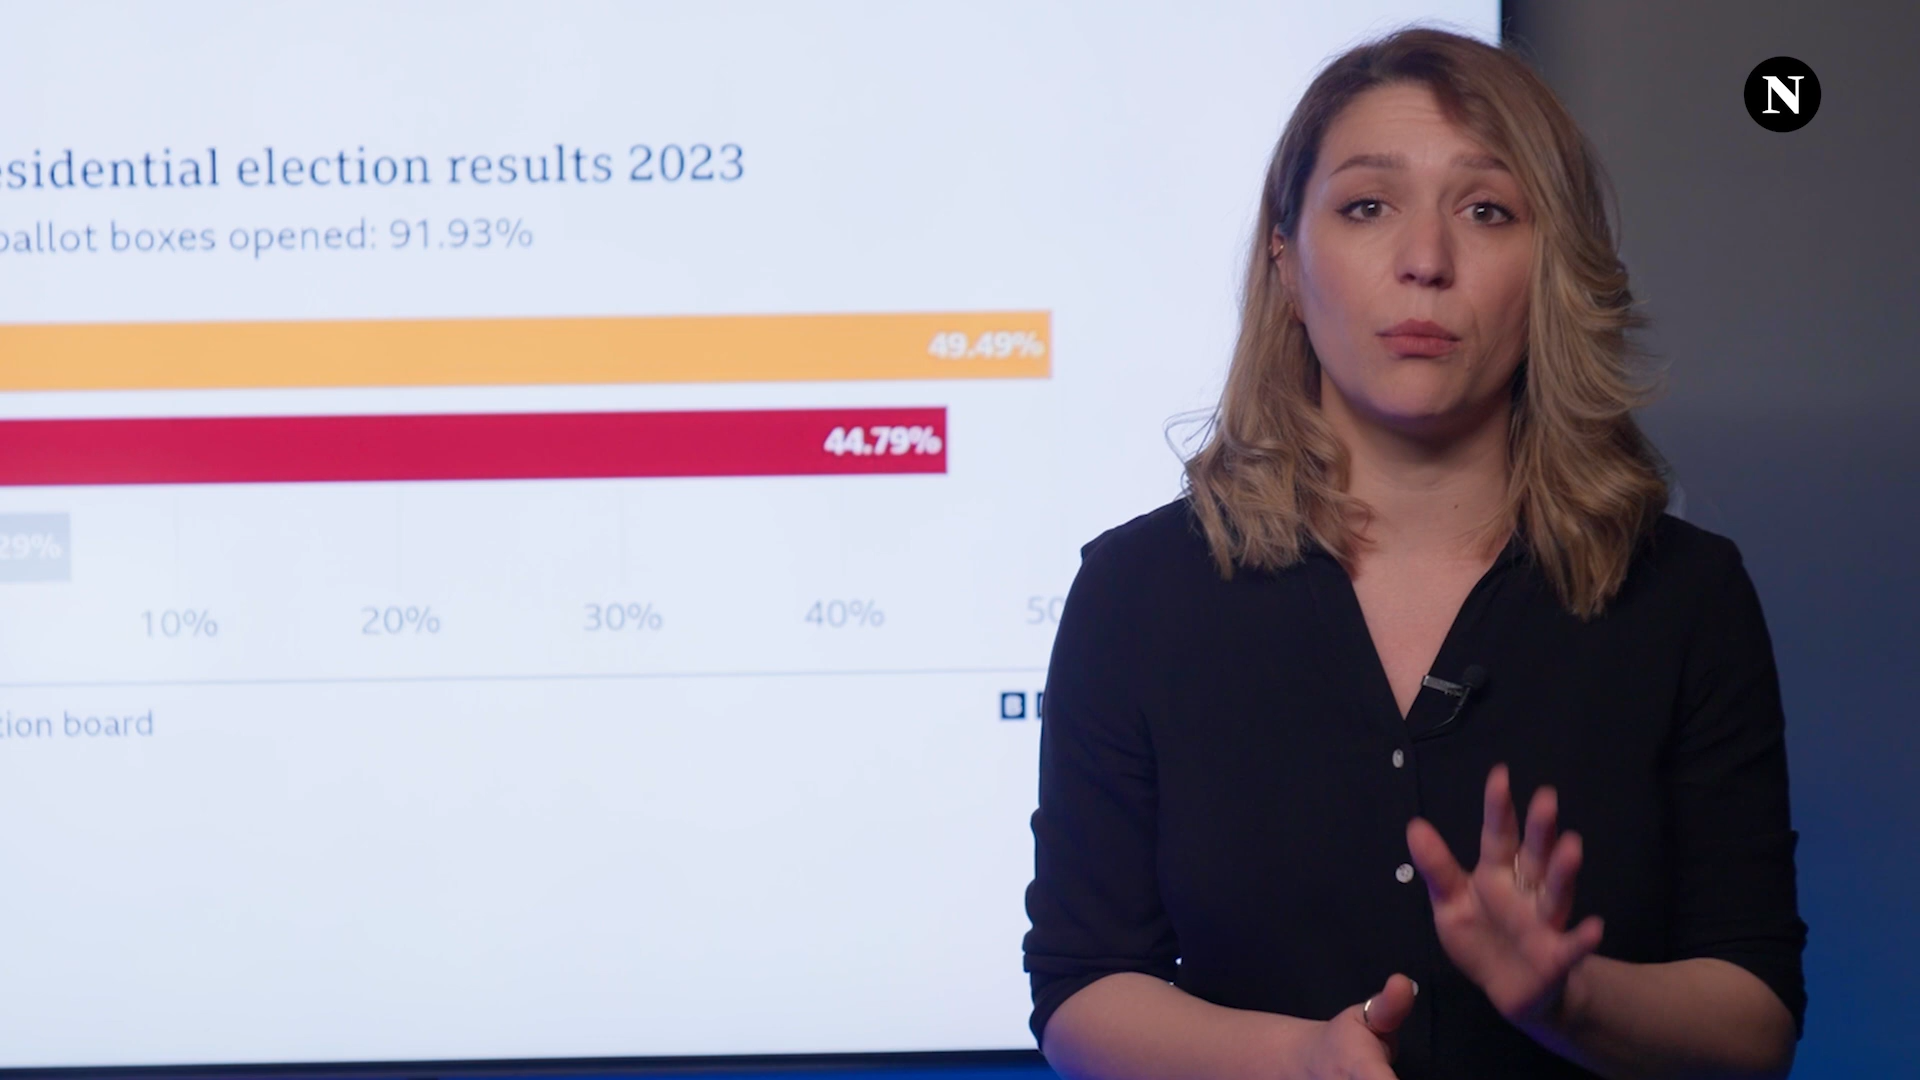 N
esidential election results 2023
ballot boxes opened: 91.93%
49.49%
44.79%
29%
10% 20% 30% 40% 50
tion board
B